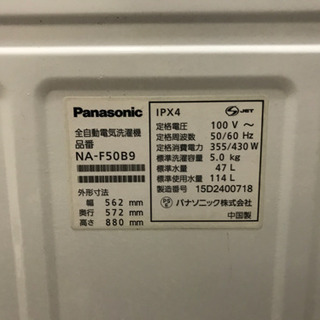 Panasonic
全自動電気洗濯機
品番
NA-F50B9
外形寸法
幅 562 mm
奥行 572 mm
高さ 880 mm
IPX4
JET
定格電圧 100 V ～
定格周波数 50/60 Hz
定格消費電力 355/430 W
標準洗濯容量 5.0 kg
標準水量 47 L
標準使用水量 114 L
製造番号 15D2400718
パナソニック株式会社
中国製